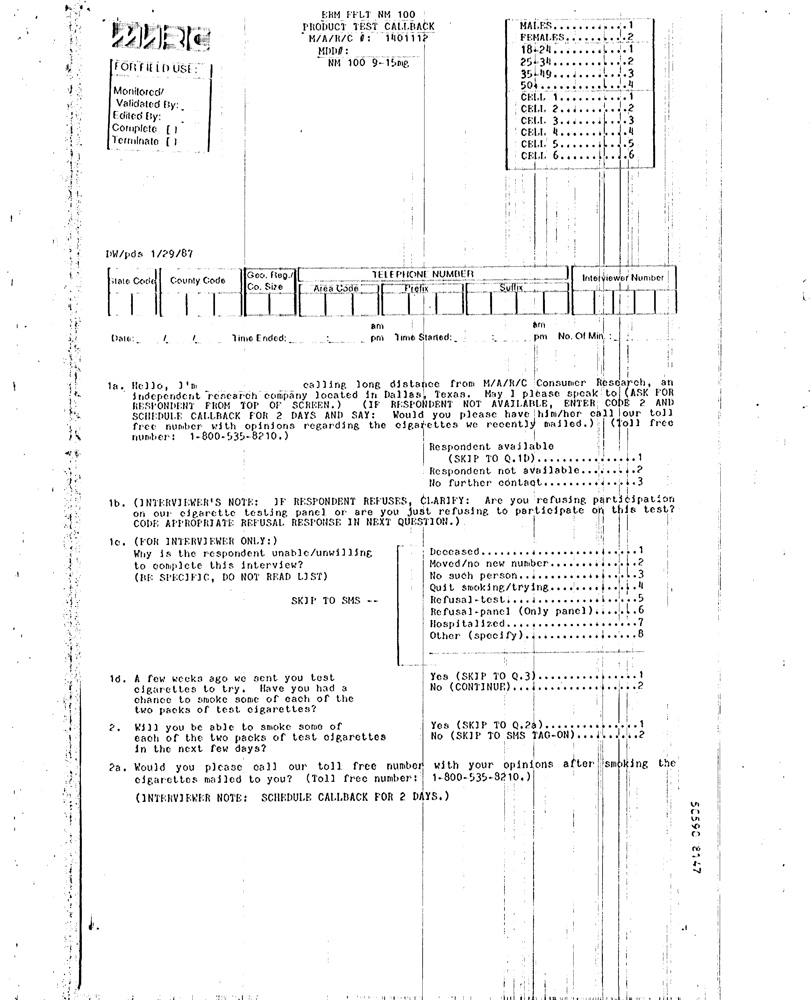 MARC
FOR FIELD USE:
Monitored/
Validated By:
Edited By:
Complete [ ]
Terminate [ ]
ERM FFLT NM 100
PRODUCT TEST CALLBACK
M/A/R/C #: 1401112
MDD#:
NM 100 9-15mg
MALES...........1
FEMALES.........2
18-24...........1
25-34...........2
35-49...........3
50+.............4
CELL 1..........1
CELL 2..........2
CELL 3..........3
CELL 4..........4
CELL 5..........5
CELL 6..........6
DW/pds 1/29/87
State Code County Code Geo. Reg./ Co. Size TELEPHONE NUMBER Interviewer Number
Area Code Prefix Suffix
am am
Date: / / Time Ended: : pm Time Started: : pm No. Of Min.:
1a. Hello, I'm calling long distance from M/A/R/C Consumer Research, an
independent research company located in Dallas, Texas. May I please speak to (ASK FOR
RESPONDENT FROM TOP OF SCREEN.) (IF RESPONDENT NOT AVAILABLE, ENTER CODE 2 AND
SCHEDULE CALLBACK FOR 2 DAYS AND SAY: Would you please have him/her call our toll
free number with opinions regarding the cigarettes we recently mailed.) (Toll free
number: 1-800-535-8210.)
Respondent available
(SKIP TO Q.1D)................1
Respondent not available........2
No further contact..............3
1b. (INTERVIEWER'S NOTE: IF RESPONDENT REFUSES, CLARIFY: Are you refusing participation
on our cigarette testing panel or are you just refusing to participate on this test?
CODE APPROPRIATE REFUSAL RESPONSE IN NEXT QUESTION.)
1c. (FOR INTERVIEWER ONLY:)
Why is the respondent unable/unwilling
to complete this interview?
(BE SPECIFIC, DO NOT READ LIST)
SKIP TO SMS --
Deceased........................1
Moved/no new number.............2
No such person..................3
Quit smoking/trying.............4
Refusal-test....................5
Refusal-panel (Only panel)......6
Hospitalized....................7
Other (specify).................8
1d. A few weeks ago we sent you test
cigarettes to try. Have you had a
chance to smoke some of each of the
two packs of test cigarettes?
Yes (SKIP TO Q.3)...............1
No (CONTINUE)...................2
2. Will you be able to smoke some of
each of the two packs of test cigarettes
in the next few days?
Yes (SKIP TO Q.2a)..............1
No (SKIP TO SMS TAG-ON).........2
2a. Would you please call our toll free number with your opinions after smoking the
cigarettes mailed to you? (Toll free number: 1-800-535-8210.)
(INTERVIEWER NOTE: SCHEDULE CALLBACK FOR 2 DAYS.)
50590 8147